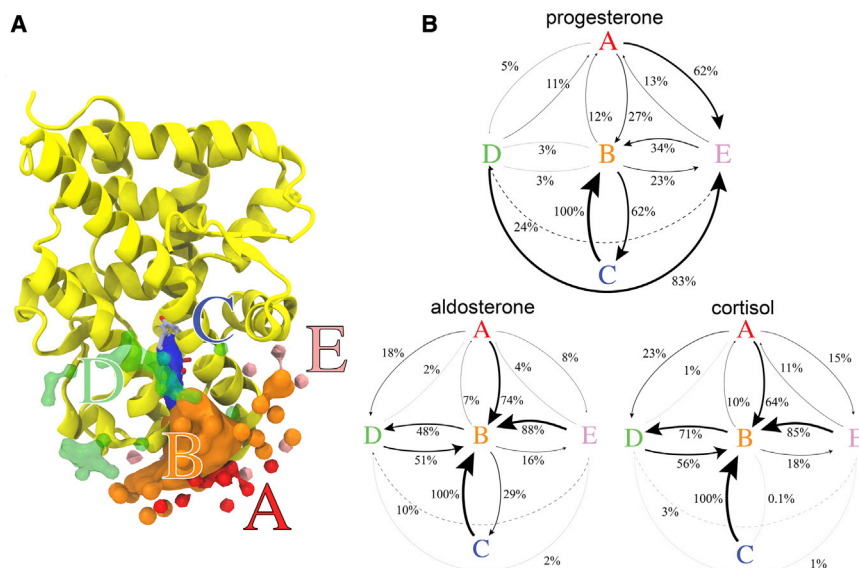 A
B
C
D
E
B
A
progesterone
A
5%
62%
11%
13%
12%
27%
D
3%
B
34%
E
3%
23%
100%
62%
24%
C
83%
aldosterone
A
18%
2%
4%
8%
7%
74%
D
48%
B
88%
E
51%
16%
100%
29%
10%
C
2%
cortisol
A
23%
1%
11%
15%
10%
64%
D
71%
B
85%
E
56%
18%
100%
0.1%
3%
C
1%